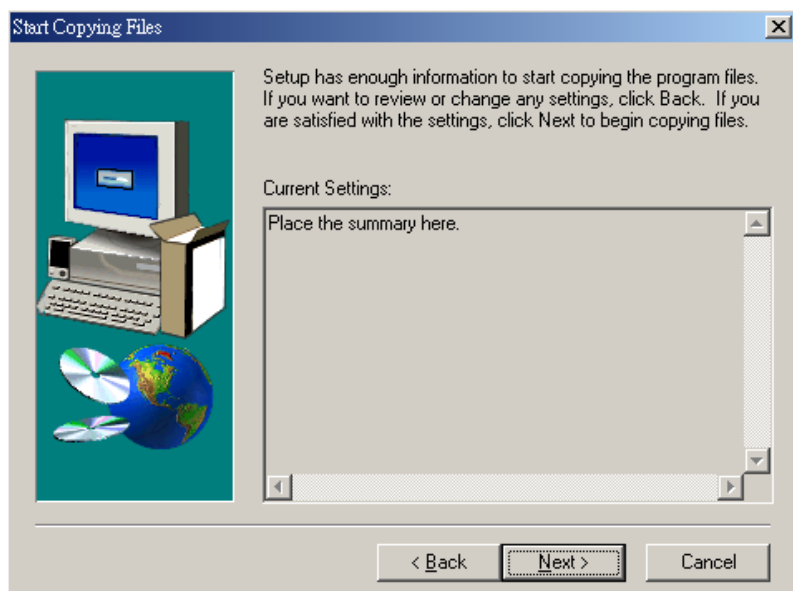 Start Copying Files
Setup has enough information to start copying the program files.
If you want to review or change any settings, click Back. If you
are satisfied with the settings, click Next to begin copying files.
Current Settings:
Place the summary here.
< Back
Next >
Cancel